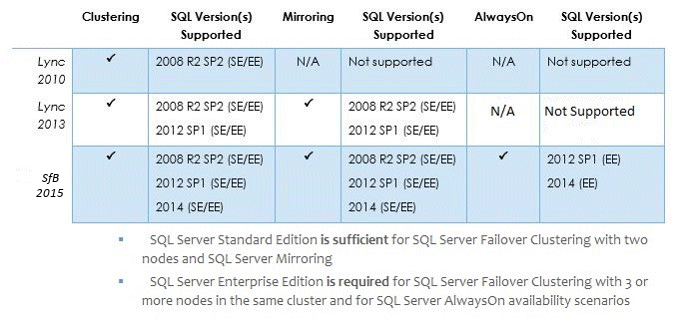 Clustering SQL Version(s) Supported Mirroring SQL Version(s) Supported AlwaysOn SQL Version(s) Supported
Lync 2010 ✓ 2008 R2 SP2 (SE/EE) N/A Not supported N/A Not supported
Lync 2013 ✓ 2008 R2 SP2 (SE/EE) ✓ 2008 R2 SP2 (SE/EE) N/A Not Supported
2012 SP1 (SE/EE) 2012 SP1 (SE/EE)
SfB 2015 ✓ 2008 R2 SP2 (SE/EE) ✓ 2008 R2 SP2 (SE/EE) ✓ 2012 SP1 (EE)
2012 SP1 (SE/EE) 2012 SP1 (SE/EE) 2014 (EE)
2014 (SE/EE) 2014 (SE/EE)
▪ SQL Server Standard Edition is sufficient for SQL Server Failover Clustering with two
nodes and SQL Server Mirroring
▪ SQL Server Enterprise Edition is required for SQL Server Failover Clustering with 3 or
more nodes in the same cluster and for SQL Server AlwaysOn availability scenarios